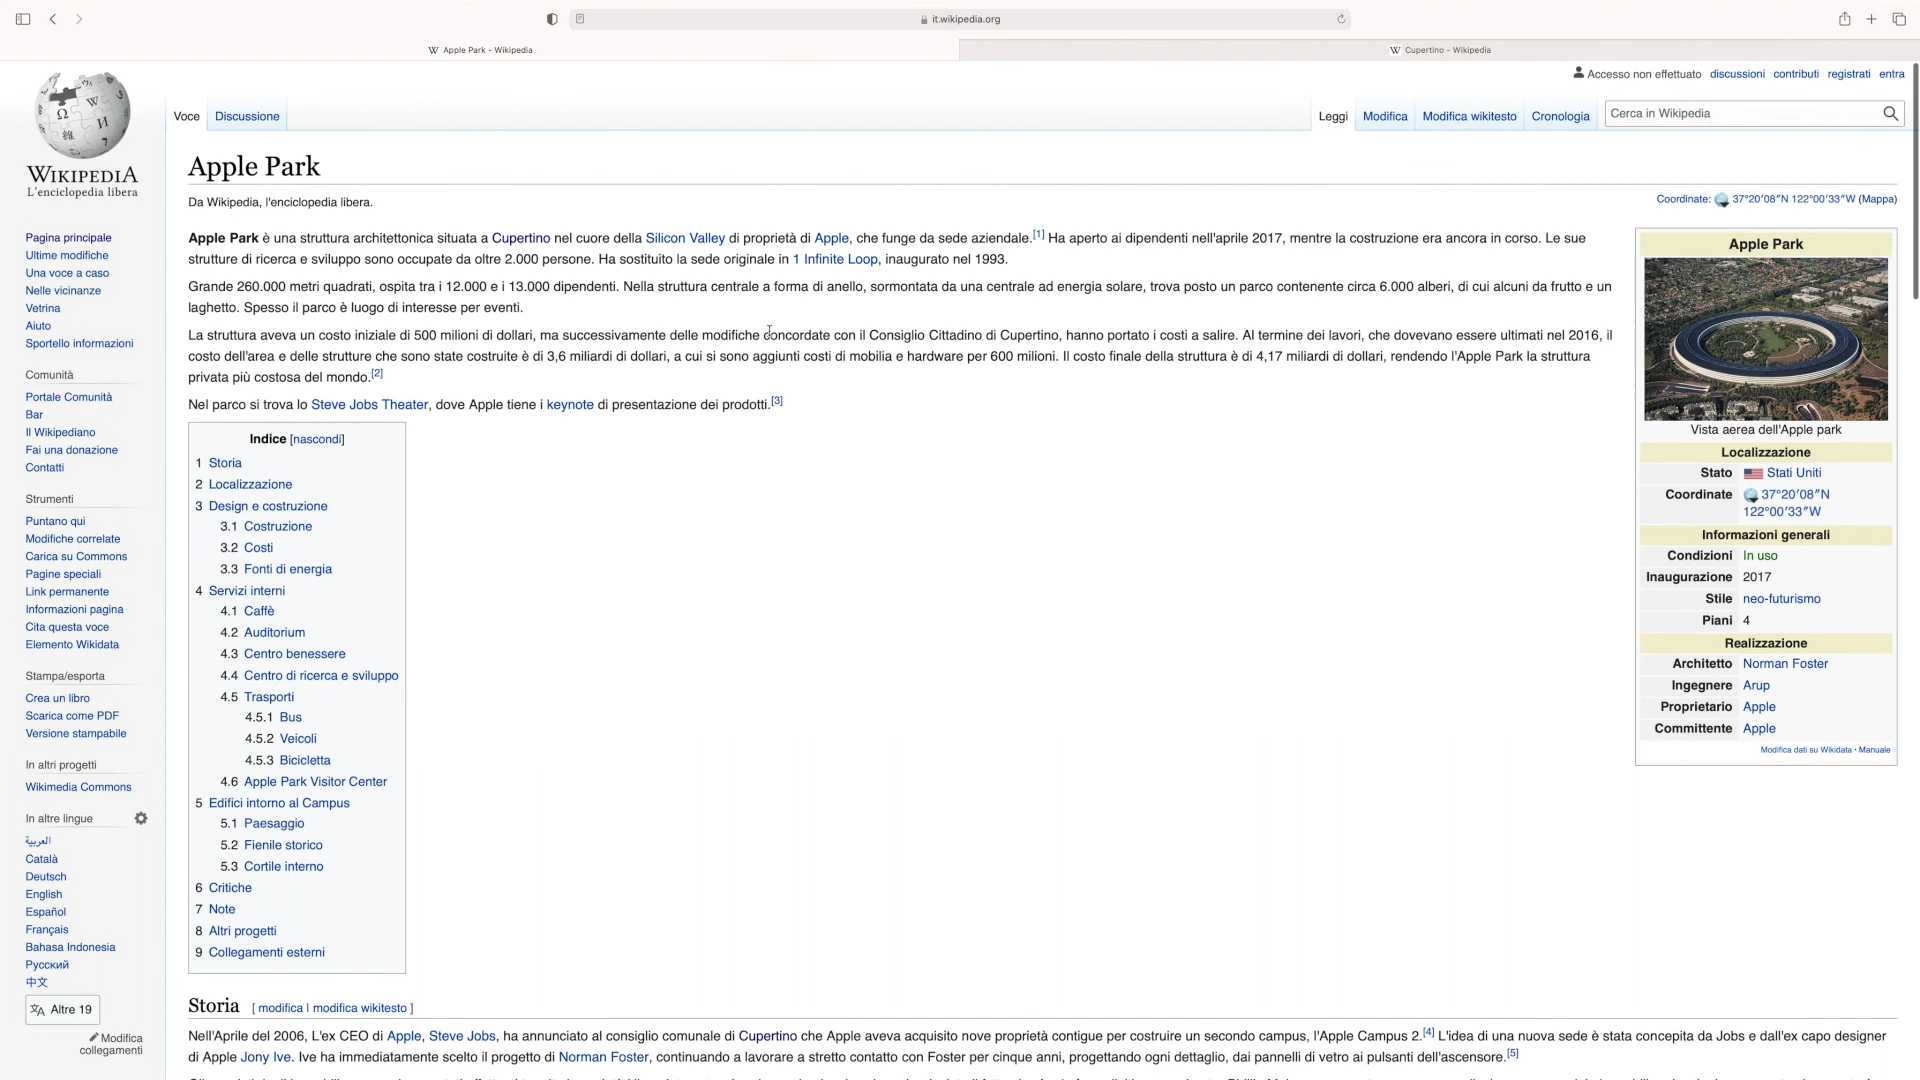 it.wikipedia.org
Apple Park - Wikipedia
Cupertino - Wikipedia
Accesso non effettuato discussioni contributi registrati entra
Voce Discussione Leggi Modifica Modifica wikitesto Cronologia Cerca in Wikipedia
WIKIPEDIA
L'enciclopedia libera
Pagina principale
Ultime modifiche
Una voce a caso
Nelle vicinanze
Vetrina
Aiuto
Sportello informazioni
Comunità
Portale Comunità
Bar
Il Wikipediano
Fai una donazione
Contatti
Strumenti
Puntano qui
Modifiche correlate
Carica su Commons
Pagine speciali
Link permanente
Informazioni pagina
Cita questa voce
Elemento Wikidata
Stampa/esporta
Crea un libro
Scarica come PDF
Versione stampabile
In altri progetti
Wikimedia Commons
In altre lingue
العربية
Català
Deutsch
English
Español
Français
Bahasa Indonesia
Русский
中文
Altre 19
Modifica
collegamenti
Apple Park
Da Wikipedia, l'enciclopedia libera.
Coordinate: 37°20′08″N 122°00′33″W (Mappa)
Apple Park è una struttura architettonica situata a Cupertino nel cuore della Silicon Valley di proprietà di Apple, che funge da sede aziendale.[1] Ha aperto ai dipendenti nell'aprile 2017, mentre la costruzione era ancora in corso. Le sue
strutture di ricerca e sviluppo sono occupate da oltre 2.000 persone. Ha sostituito la sede originale in 1 Infinite Loop, inaugurato nel 1993.
Grande 260.000 metri quadrati, ospita tra i 12.000 e i 13.000 dipendenti. Nella struttura centrale a forma di anello, sormontata da una centrale ad energia solare, trova posto un parco contenente circa 6.000 alberi, di cui alcuni da frutto e un
laghetto. Spesso il parco è luogo di interesse per eventi.
La struttura aveva un costo iniziale di 500 milioni di dollari, ma successivamente delle modifiche concordate con il Consiglio Cittadino di Cupertino, hanno portato i costi a salire. Al termine dei lavori, che dovevano essere ultimati nel 2016, il
costo dell'area e delle strutture che sono state costruite è di 3,6 miliardi di dollari, a cui si sono aggiunti costi di mobilia e hardware per 600 milioni. Il costo finale della struttura è di 4,17 miliardi di dollari, rendendo l'Apple Park la struttura
privata più costosa del mondo.[2]
Nel parco si trova lo Steve Jobs Theater, dove Apple tiene i keynote di presentazione dei prodotti.[3]
Indice [nascondi]
1 Storia
2 Localizzazione
3 Design e costruzione
3.1 Costruzione
3.2 Costi
3.3 Fonti di energia
4 Servizi interni
4.1 Caffè
4.2 Auditorium
4.3 Centro benessere
4.4 Centro di ricerca e sviluppo
4.5 Trasporti
4.5.1 Bus
4.5.2 Veicoli
4.5.3 Bicicletta
4.6 Apple Park Visitor Center
5 Edifici intorno al Campus
5.1 Paesaggio
5.2 Fienile storico
5.3 Cortile interno
6 Critiche
7 Note
8 Altri progetti
9 Collegamenti esterni
Apple Park
Vista aerea dell'Apple park
Localizzazione
Stato Stati Uniti
Coordinate 37°20′08″N
122°00′33″W
Informazioni generali
Condizioni In uso
Inaugurazione 2017
Stile neo-futurismo
Piani 4
Realizzazione
Architetto Norman Foster
Ingegnere Arup
Proprietario Apple
Committente Apple
Modifica dati su Wikidata · Manuale
Storia [ modifica | modifica wikitesto ]
Nell'Aprile del 2006, L'ex CEO di Apple, Steve Jobs, ha annunciato al consiglio comunale di Cupertino che Apple aveva acquisito nove proprietà contigue per costruire un secondo campus, l'Apple Campus 2.[4] L'idea di una nuova sede è stata concepita da Jobs e dall'ex capo designer
di Apple Jony Ive. Ive ha immediatamente scelto il progetto di Norman Foster, continuando a lavorare a stretto contatto con Foster per cinque anni, progettando ogni dettaglio, dai pannelli di vetro ai pulsanti dell'ascensore.[5]